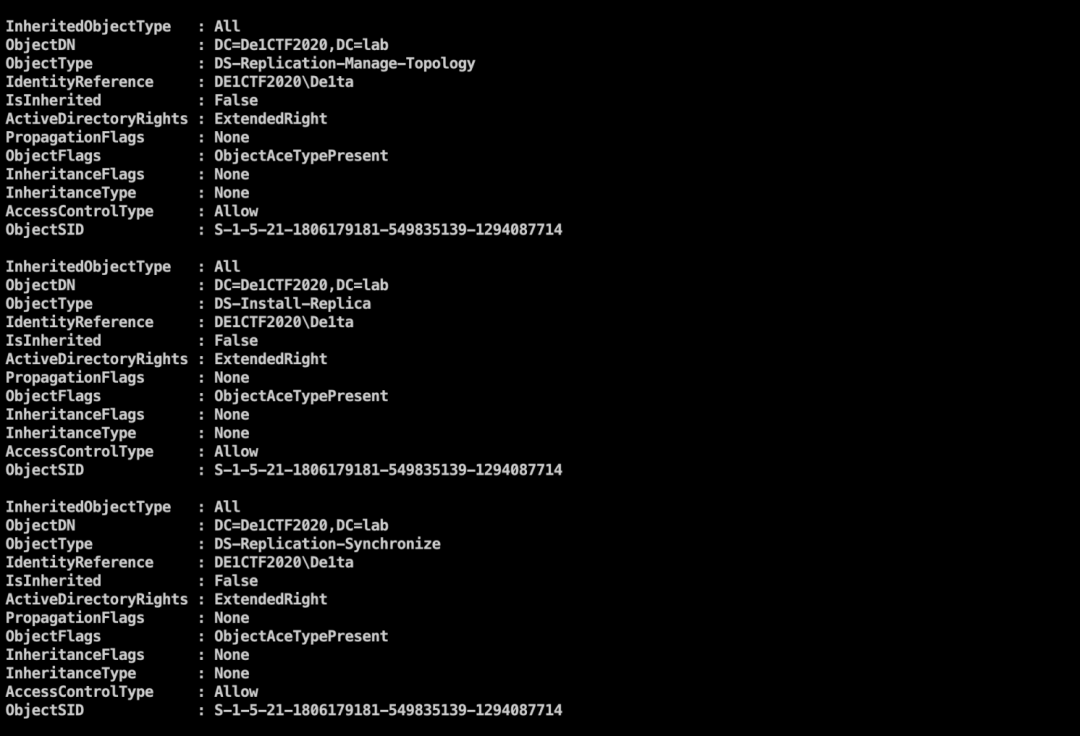 InheritedObjectType   : All
ObjectDN              : DC=De1CTF2020,DC=lab
ObjectType            : DS-Replication-Manage-Topology
IdentityReference     : DE1CTF2020\De1ta
IsInherited           : False
ActiveDirectoryRights : ExtendedRight
PropagationFlags      : None
ObjectFlags           : ObjectAceTypePresent
InheritanceFlags      : None
InheritanceType       : None
AccessControlType     : Allow
ObjectSID             : S-1-5-21-1806179181-549835139-1294087714

InheritedObjectType   : All
ObjectDN              : DC=De1CTF2020,DC=lab
ObjectType            : DS-Install-Replica
IdentityReference     : DE1CTF2020\De1ta
IsInherited           : False
ActiveDirectoryRights : ExtendedRight
PropagationFlags      : None
ObjectFlags           : ObjectAceTypePresent
InheritanceFlags      : None
InheritanceType       : None
AccessControlType     : Allow
ObjectSID             : S-1-5-21-1806179181-549835139-1294087714

InheritedObjectType   : All
ObjectDN              : DC=De1CTF2020,DC=lab
ObjectType            : DS-Replication-Synchronize
IdentityReference     : DE1CTF2020\De1ta
IsInherited           : False
ActiveDirectoryRights : ExtendedRight
PropagationFlags      : None
ObjectFlags           : ObjectAceTypePresent
InheritanceFlags      : None
InheritanceType       : None
AccessControlType     : Allow
ObjectSID             : S-1-5-21-1806179181-549835139-1294087714